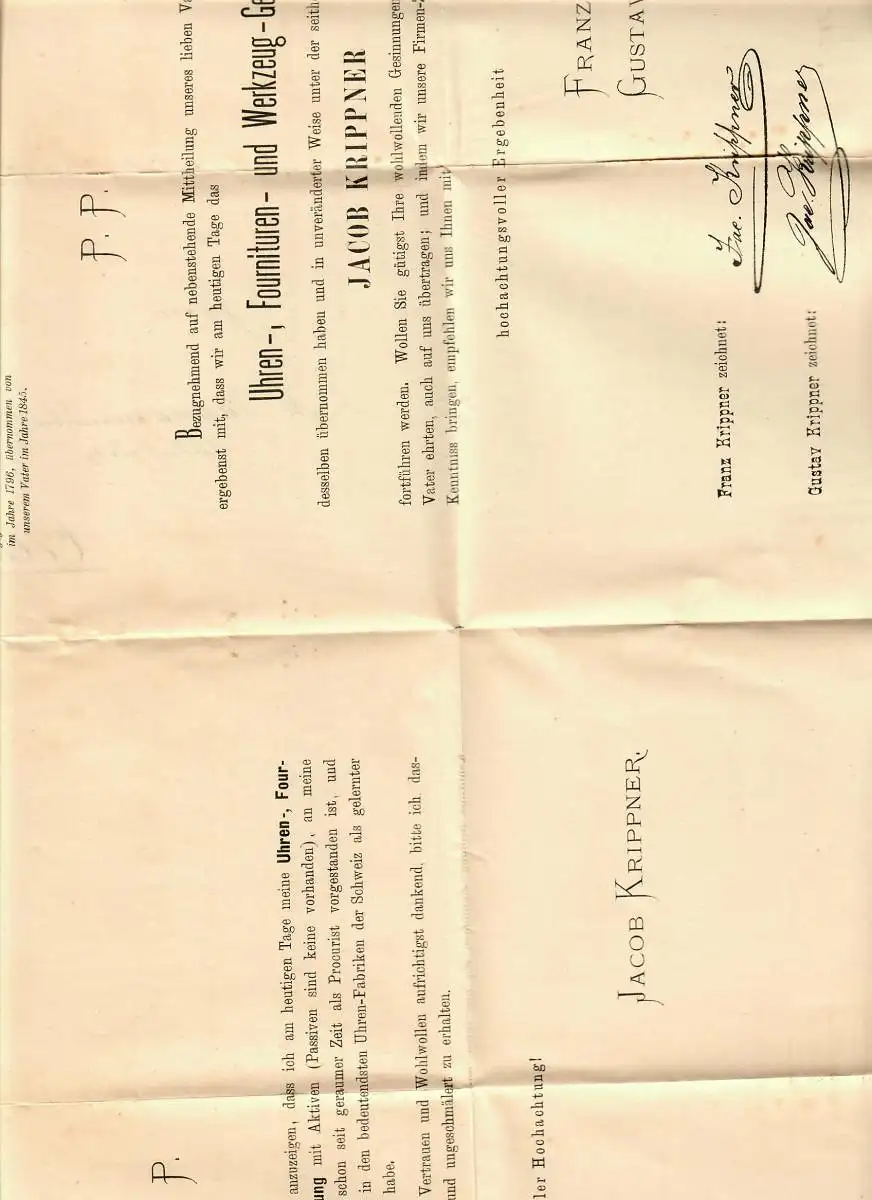 P.
anzuzeigen, dass ich am heutigen Tage meine Uhren-, Four-
ung mit Aktiven (Passiven sind keine vorhanden), an meine
schon seit geraumer Zeit als Procurist vorgestanden ist, und
in den bedeutendsten Uhren-Fabriken der Schweiz als gelernter
habe.
Vertrauen und Wohlwollen aufrichtigst dankend, bitte ich, das-
und ungeschmälert zu erhalten.
ler Hochachtung!
JACOB KRIPPNER.
im Jahre 1796, übernommen von
unserem Vater im Jahre 1845.
P. P.
Bezugnehmend auf nebenstehende Mittheilung unseres lieben Va
ergebenst mit, dass wir am heutigen Tage das
Uhren-, Fournituren- und Werkzeug-Ge
desselben übernommen haben und in unveränderter Weise unter der seith
JACOB KRIPPNER
fortführen werden. Wollen Sie gütigst Ihre wohlwollenden Gesinnungen
Vater ehrten, auch auf uns übertragen; und indem wir unsere Firmen-
Kenntniss bringen, empfehlen wir uns Ihnen mit
hochachtungsvoller Ergebenheit
FRANZ
GUSTAV
Franz Krippner zeichnet: Jac. Krippner
Gustav Krippner zeichnet: Jac. Krippner